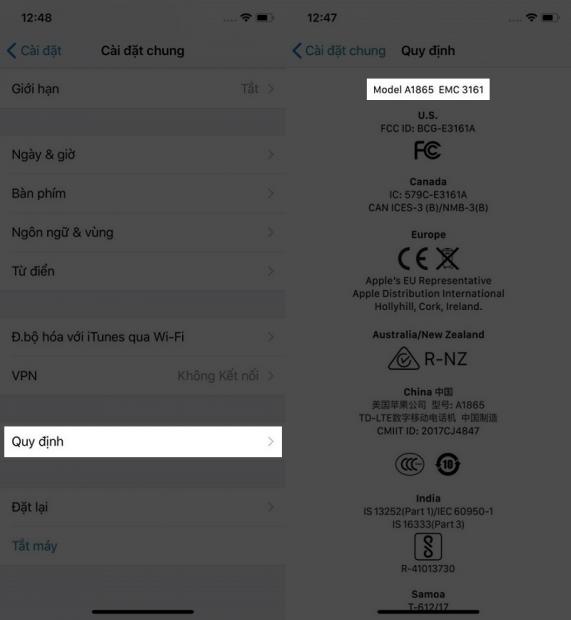 12:48
Cài đặt
Cài đặt chung
Giới hạn
Tắt
Ngày & giờ
Bàn phím
Ngôn ngữ & vùng
Từ điển
Đ.bộ hóa với iTunes qua Wi-Fi
VPN
Không Kết nối
Quy định
Đặt lại
Tắt máy
12:47
Cài đặt chung
Quy định
Model A1865 EMC 3161
U.S.
FCC ID: BCG-E3161A
FC
Canada
IC: 579C-E3161A
CAN ICES-3 (B)/NMB-3(B)
Europe
CE
Apple's EU Representative
Apple Distribution International
Hollyhill, Cork, Ireland.
Australia/New Zealand
R-NZ
China 中国
美国苹果公司 型号: A1865
TD-LTE数字移动电话机 中国制造
CMIIT ID: 2017CJ4847
CCC
10
India
IS 13252(Part 1)/IEC 60950-1
IS 16333(Part 3)
R-41013730
Samoa
T-612/17